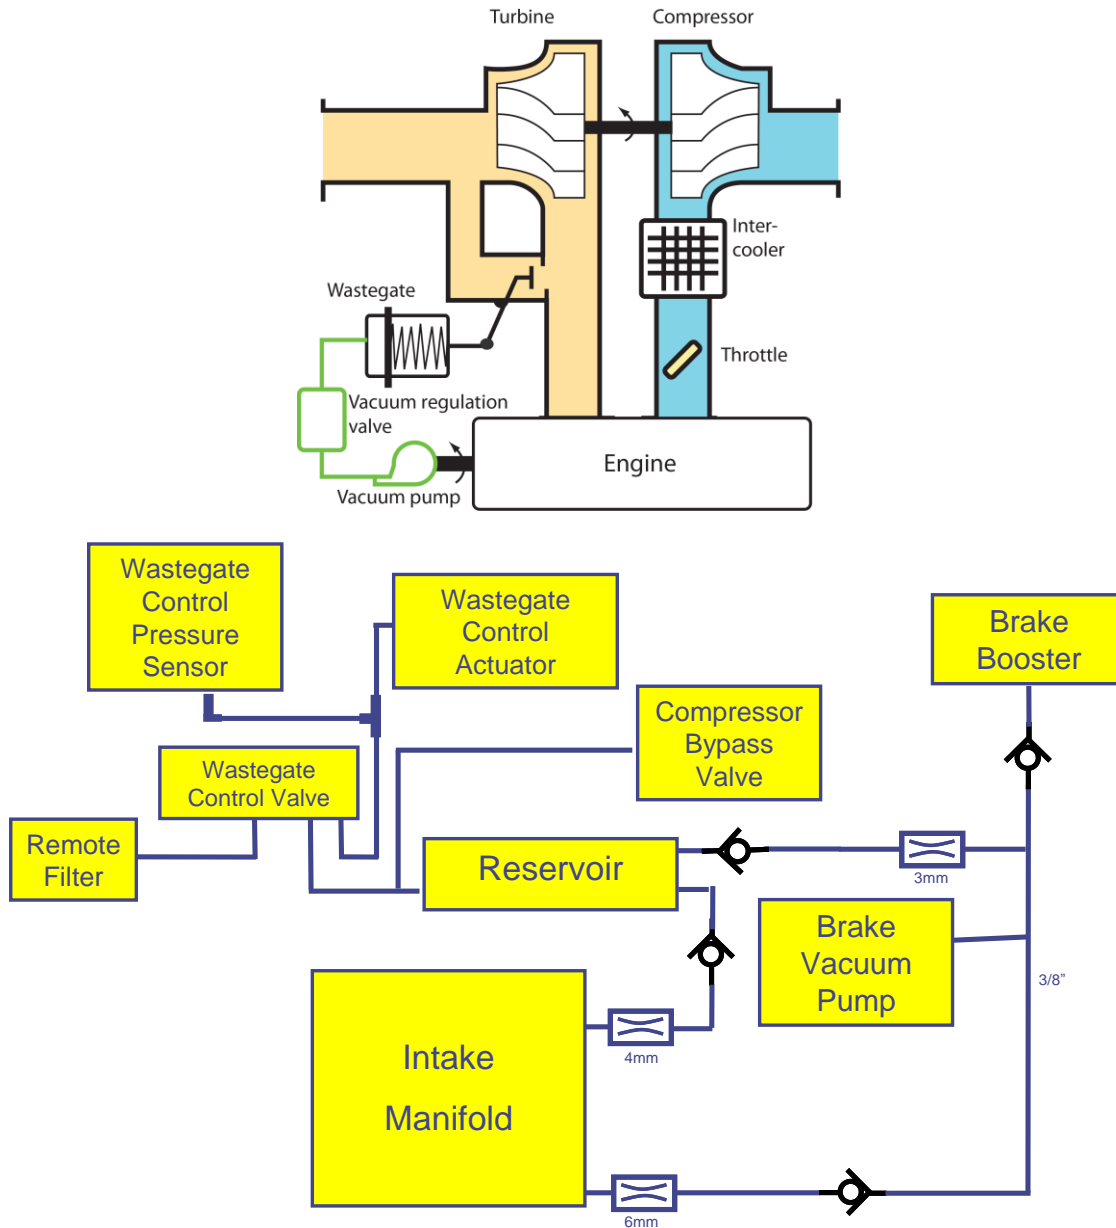 Turbine
Compressor
Inter-
cooler
Wastegate
Throttle
Vacuum regulation
valve
Engine
Vacuum pump
Wastegate
Control
Pressure
Sensor
Wastegate
Control
Actuator
Brake
Booster
Compressor
Bypass
Valve
Wastegate
Control Valve
Remote
Filter
Reservoir
3mm
Brake
Vacuum
Pump
3/8”
Intake
Manifold
4mm
6mm